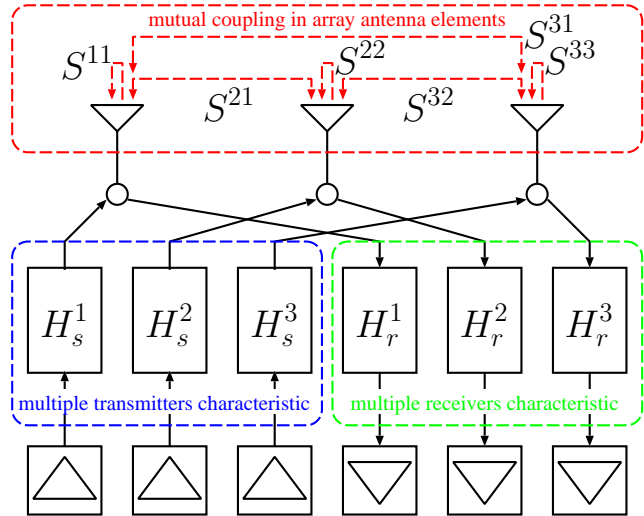 mutual coupling in array antenna elements
S^{31}
S^{11}
S^{22}
S^{33}
S^{21}
S^{32}
H_s^1
H_s^2
H_s^3
H_r^1
H_r^2
H_r^3
multiple transmitters characteristic
multiple receivers characteristic